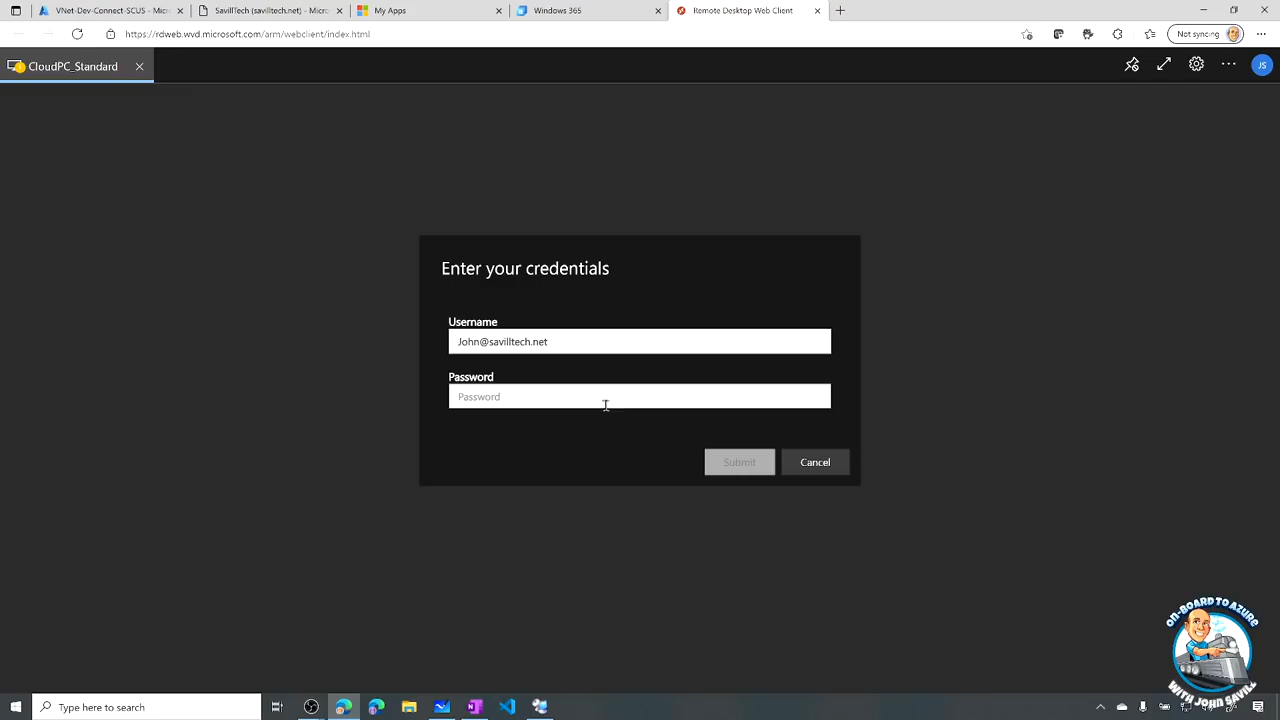 VNet-Dev-Connect-SCUS - Micros
SavillTech (savilltech.net) - Micro
My Apps
Windows 365
Remote Desktop Web Client
https://rdweb.wvd.microsoft.com/arm/webclient/index.html
Not syncing
CloudPC_Standard
JS
Enter your credentials
Username
John@savilltech.net
Password
Password
Submit
Cancel
ON-BOARD TO AZURE
WITH JOHN SAVILL
Type here to search